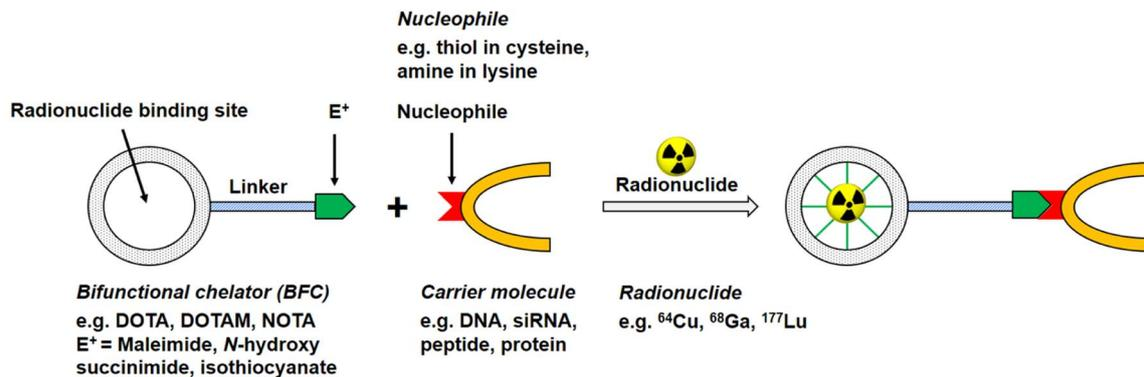 Nucleophile
e.g. thiol in cysteine,
amine in lysine
Radionuclide binding site
E⁺
Nucleophile
Linker
+
Radionuclide
Bifunctional chelator (BFC)
e.g. DOTA, DOTAM, NOTA
E⁺ = Maleimide, N-hydroxy
succinimide, isothiocyanate
Carrier molecule
e.g. DNA, siRNA,
peptide, protein
Radionuclide
e.g. ⁶⁴Cu, ⁶⁸Ga, ¹⁷⁷Lu